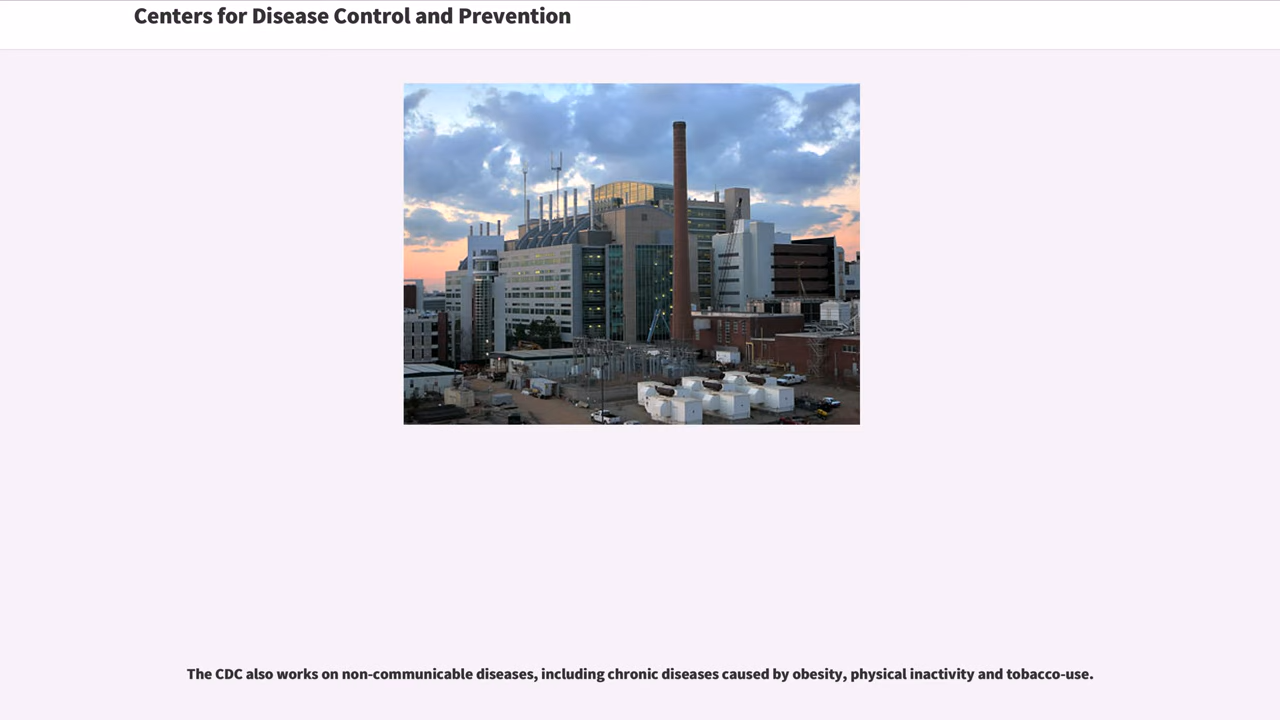 Centers for Disease Control and Prevention
The CDC also works on non-communicable diseases, including chronic diseases caused by obesity, physical inactivity and tobacco-use.